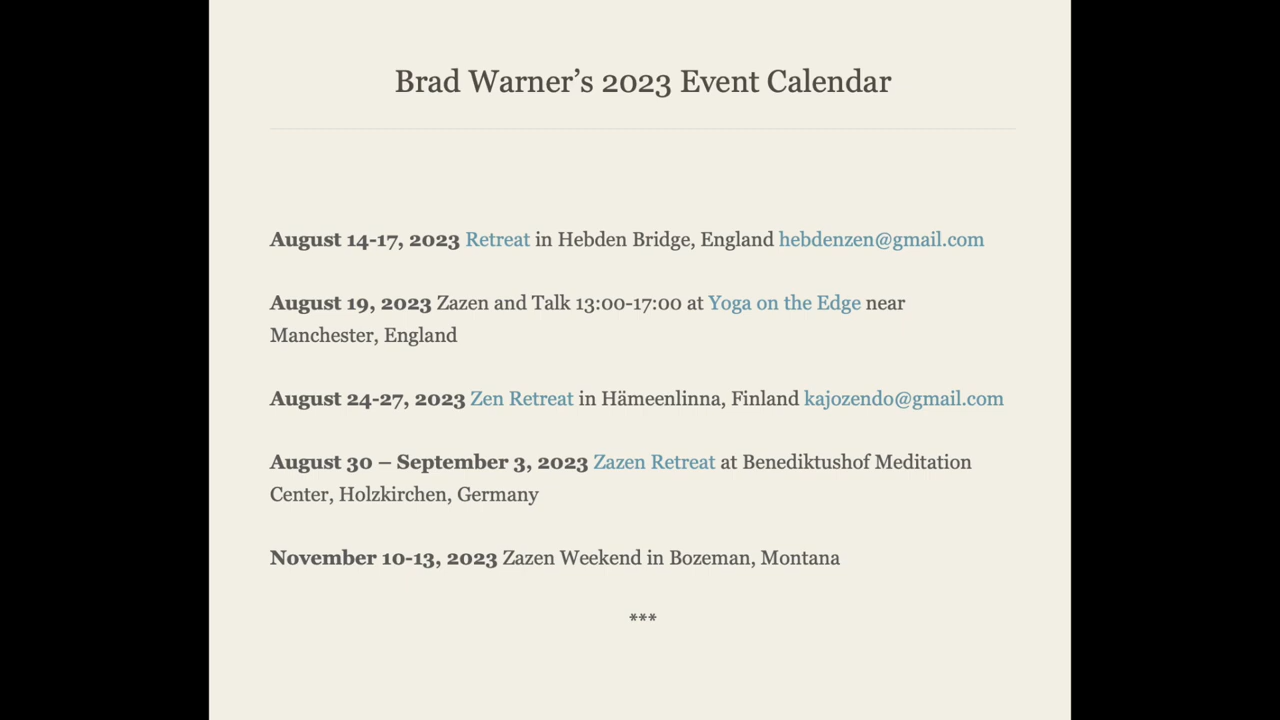 Brad Warner’s 2023 Event Calendar
August 14-17, 2023 Retreat in Hebden Bridge, England hebdenzen@gmail.com
August 19, 2023 Zazen and Talk 13:00-17:00 at Yoga on the Edge near
Manchester, England
August 24-27, 2023 Zen Retreat in Hämeenlinna, Finland kajozendo@gmail.com
August 30 – September 3, 2023 Zazen Retreat at Benediktushof Meditation
Center, Holzkirchen, Germany
November 10-13, 2023 Zazen Weekend in Bozeman, Montana
***